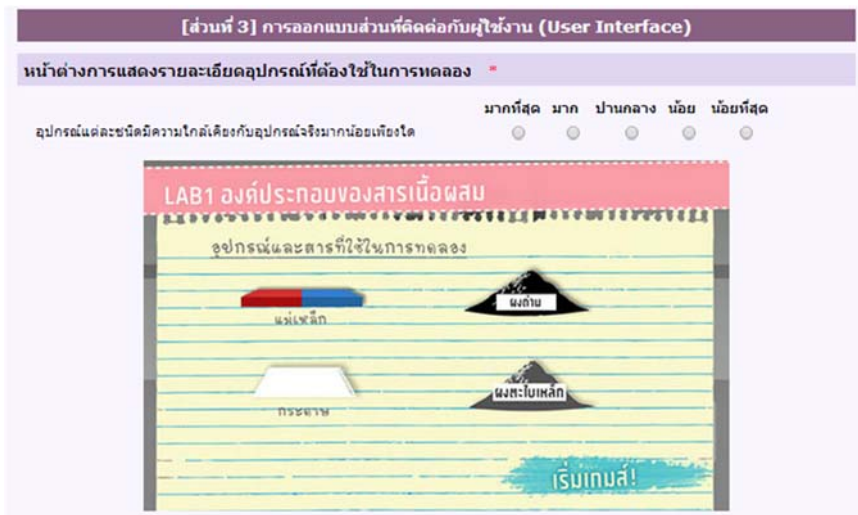 [ส่วนที่ 3] การออกแบบส่วนที่ติดต่อกับผู้ใช้งาน (User Interface)
หน้าต่างการแสดงรายละเอียดอุปกรณ์ที่ต้องใช้ในการทดลอง *
มากที่สุด มาก ปานกลาง น้อย น้อยที่สุด
อุปกรณ์แต่ละชนิดมีความใกล้เคียงกับอุปกรณ์จริงมากน้อยเพียงใด
LAB1 องค์ประกอบของสารเนื้อผสม
อุปกรณ์และสารที่ใช้ในการทดลอง
ผงถ่าน
แม่เหล็ก
ผงตะไบเหล็ก
กระดาษ
เริ่มเกมส์!